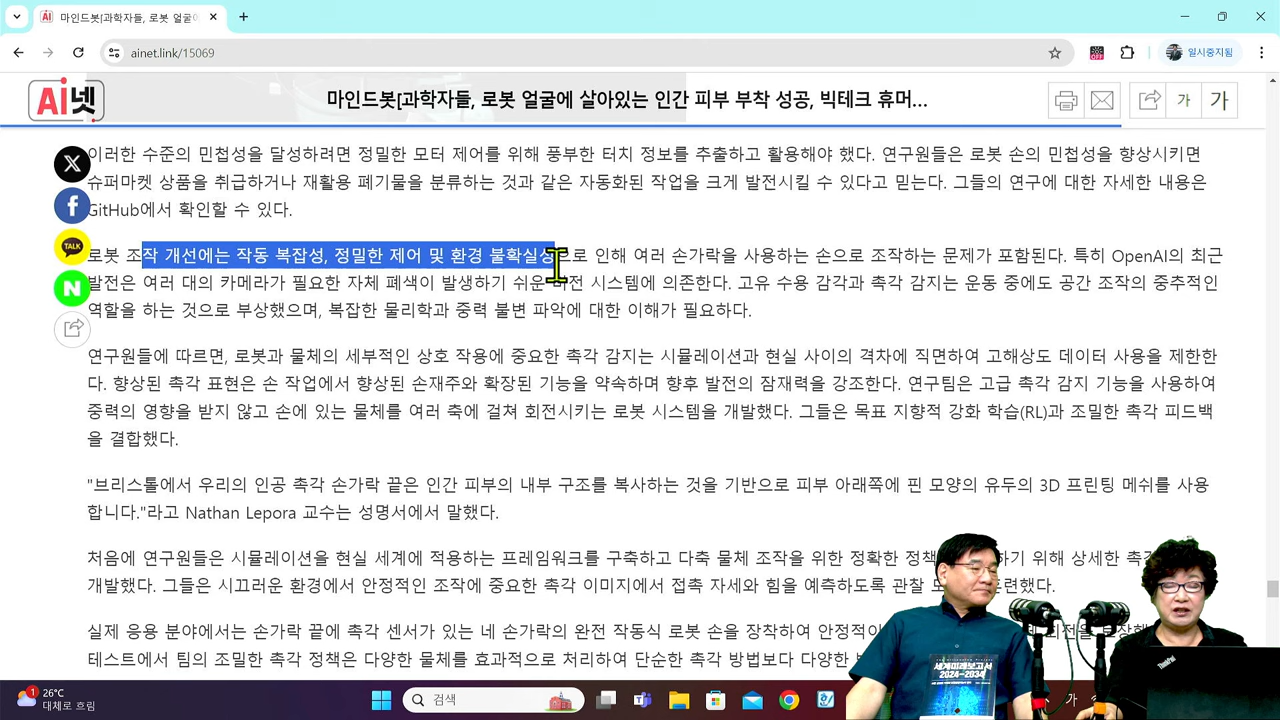 마인드봇[과학자들, 로봇 얼굴에
ainet.link/15069
OFF
일시중지됨
Ai넷
마인드봇[과학자들, 로봇 얼굴에 살아있는 인간 피부 부착 성공, 빅테크 휴머...
가
가
이러한 수준의 민첩성을 달성하려면 정밀한 모터 제어를 위해 풍부한 터치 정보를 추출하고 활용해야 했다. 연구원들은 로봇 손의 민첩성을 향상시키면
슈퍼마켓 상품을 취급하거나 재활용 폐기물을 분류하는 것과 같은 자동화된 작업을 크게 발전시킬 수 있다고 믿는다. 그들의 연구에 대한 자세한 내용은
GitHub에서 확인할 수 있다.
TALK
N
로봇 조작 개선에는 작동 복잡성, 정밀한 제어 및 환경 불확실성으로 인해 여러 손가락을 사용하는 손으로 조작하는 문제가 포함된다. 특히 OpenAI의 최근
발전은 여러 대의 카메라가 필요한 자체 폐색이 발생하기 쉬운 비전 시스템에 의존한다. 고유 수용 감각과 촉각 감지는 운동 중에도 공간 조작의 중추적인
역할을 하는 것으로 부상했으며, 복잡한 물리학과 중력 불변 파악에 대한 이해가 필요하다.
연구원들에 따르면, 로봇과 물체의 세부적인 상호 작용에 중요한 촉각 감지는 시뮬레이션과 현실 사이의 격차에 직면하여 고해상도 데이터 사용을 제한한
다. 향상된 촉각 표현은 손 작업에서 향상된 손재주와 확장된 기능을 약속하며 향후 발전의 잠재력을 강조한다. 연구팀은 고급 촉각 감지 기능을 사용하여
중력의 영향을 받지 않고 손에 있는 물체를 여러 축에 걸쳐 회전시키는 로봇 시스템을 개발했다. 그들은 목표 지향적 강화 학습(RL)과 조밀한 촉각 피드백
을 결합했다.
"브리스톨에서 우리의 인공 촉각 손가락 끝은 인간 피부의 내부 구조를 복사하는 것을 기반으로 피부 아래쪽에 핀 모양의 유두의 3D 프린팅 메쉬를 사용
합니다."라고 Nathan Lepora 교수는 성명서에서 말했다.
처음에 연구원들은 시뮬레이션을 현실 세계에 적용하는 프레임워크를 구축하고 다축 물체 조작을 위한 정확한 정책 하기 위해 상세한 촉각
개발했다. 그들은 시끄러운 환경에서 안정적인 조작에 중요한 촉각 이미지에서 접촉 자세와 힘을 예측하도록 관찰
실제 응용 분야에서는 손가락 끝에 촉각 센서가 있는 네 손가락의 완전 작동식 로봇 손을 장착하여 안정적이
테스트에서 팀의 조밀한 촉각 정책은 다양한 물체를 효과적으로 처리하여 단순한 촉각 방법보다 다양한
세계미래보고서
2024-2034
ThinkPad
1
26°C
대체로 흐림
검색
가